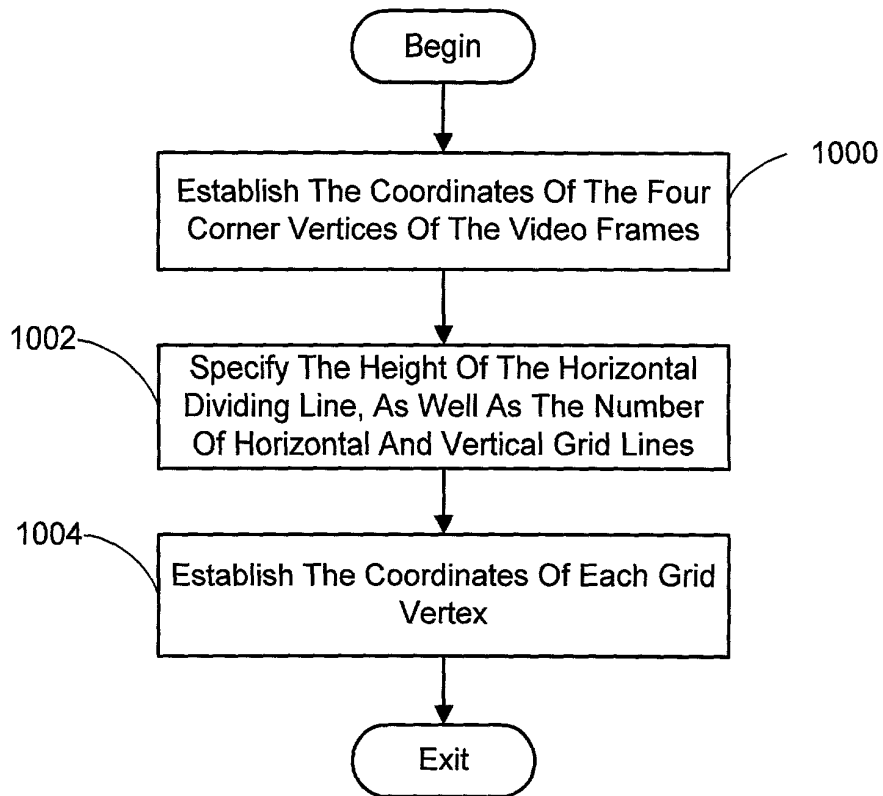 Begin
1000
Establish The Coordinates Of The Four
Corner Vertices Of The Video Frames
1002
Specify The Height Of The Horizontal
Dividing Line, As Well As The Number
Of Horizontal And Vertical Grid Lines
1004
Establish The Coordinates Of Each Grid
Vertex
Exit